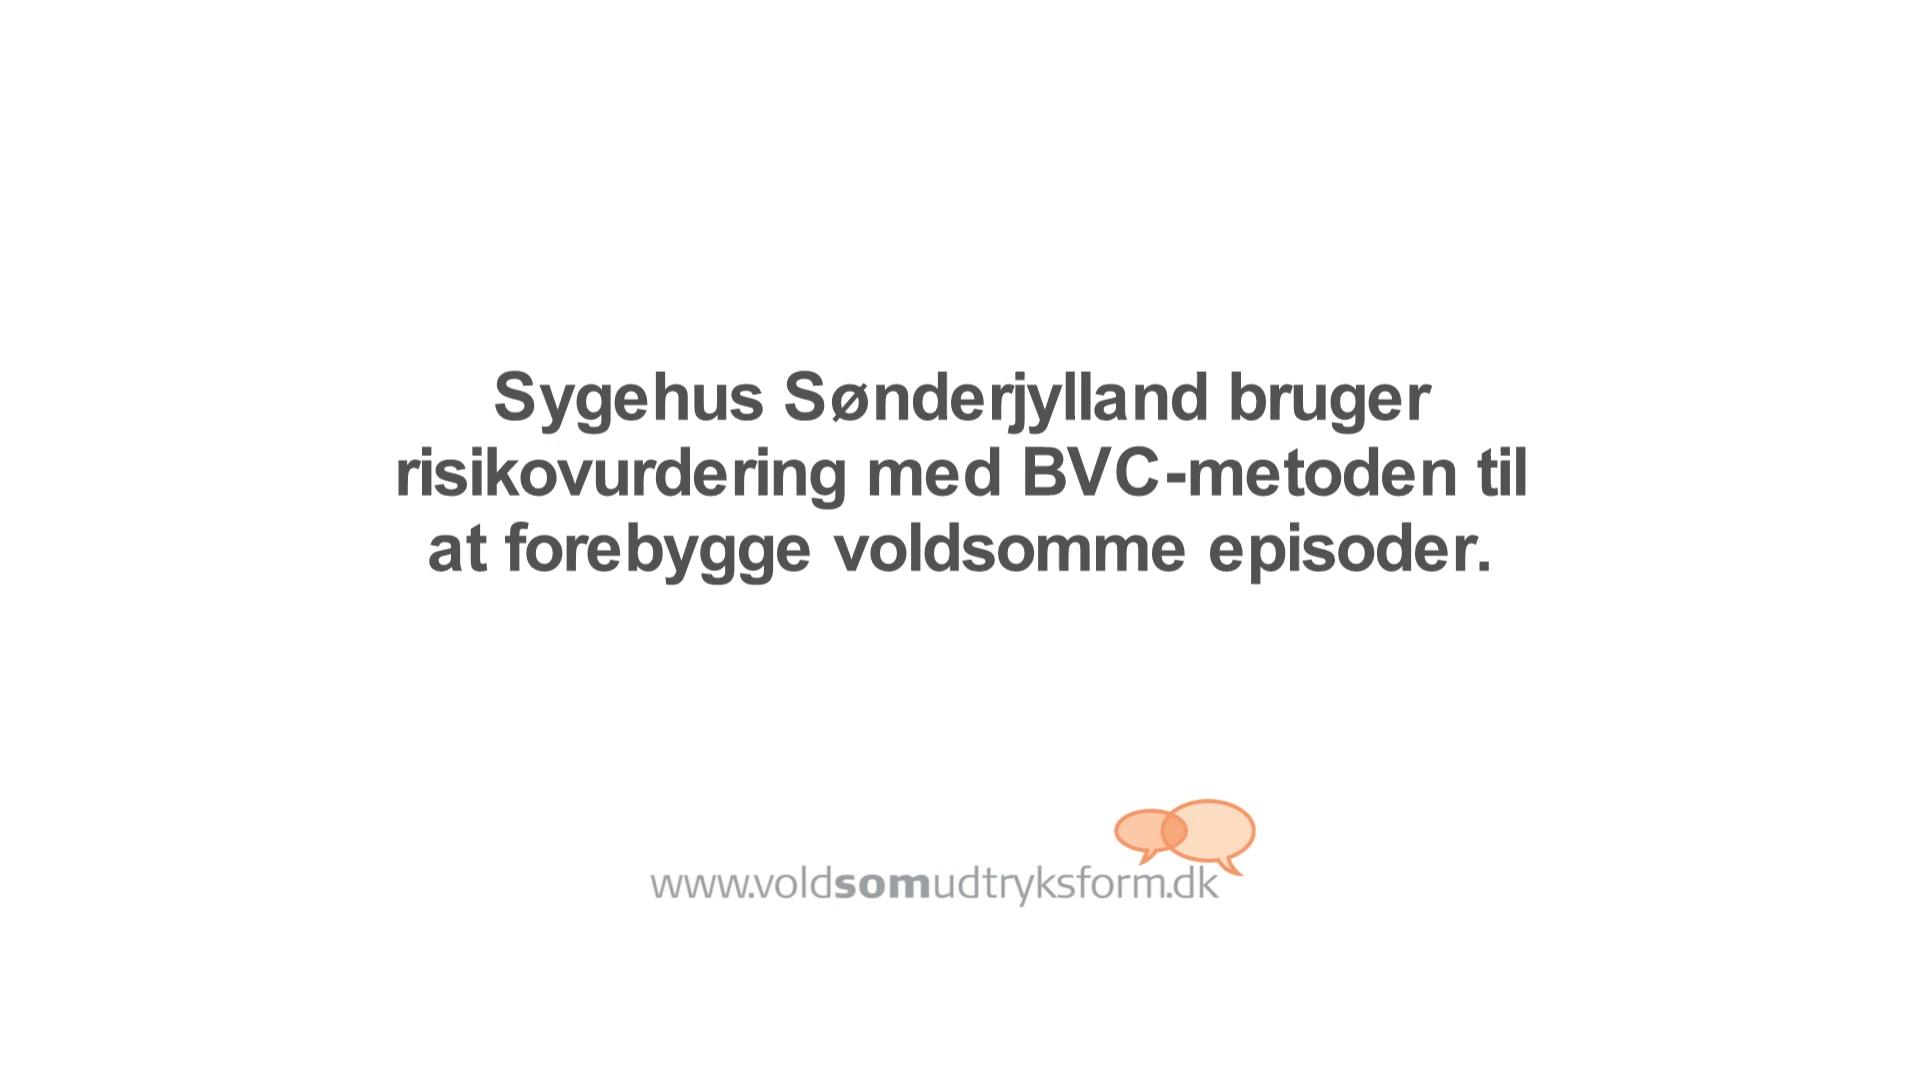 Sygehus Sønderjylland bruger
risikovurdering med BVC-metoden til
at forebygge voldsomme episoder.
www.voldsomudtryksform.dk